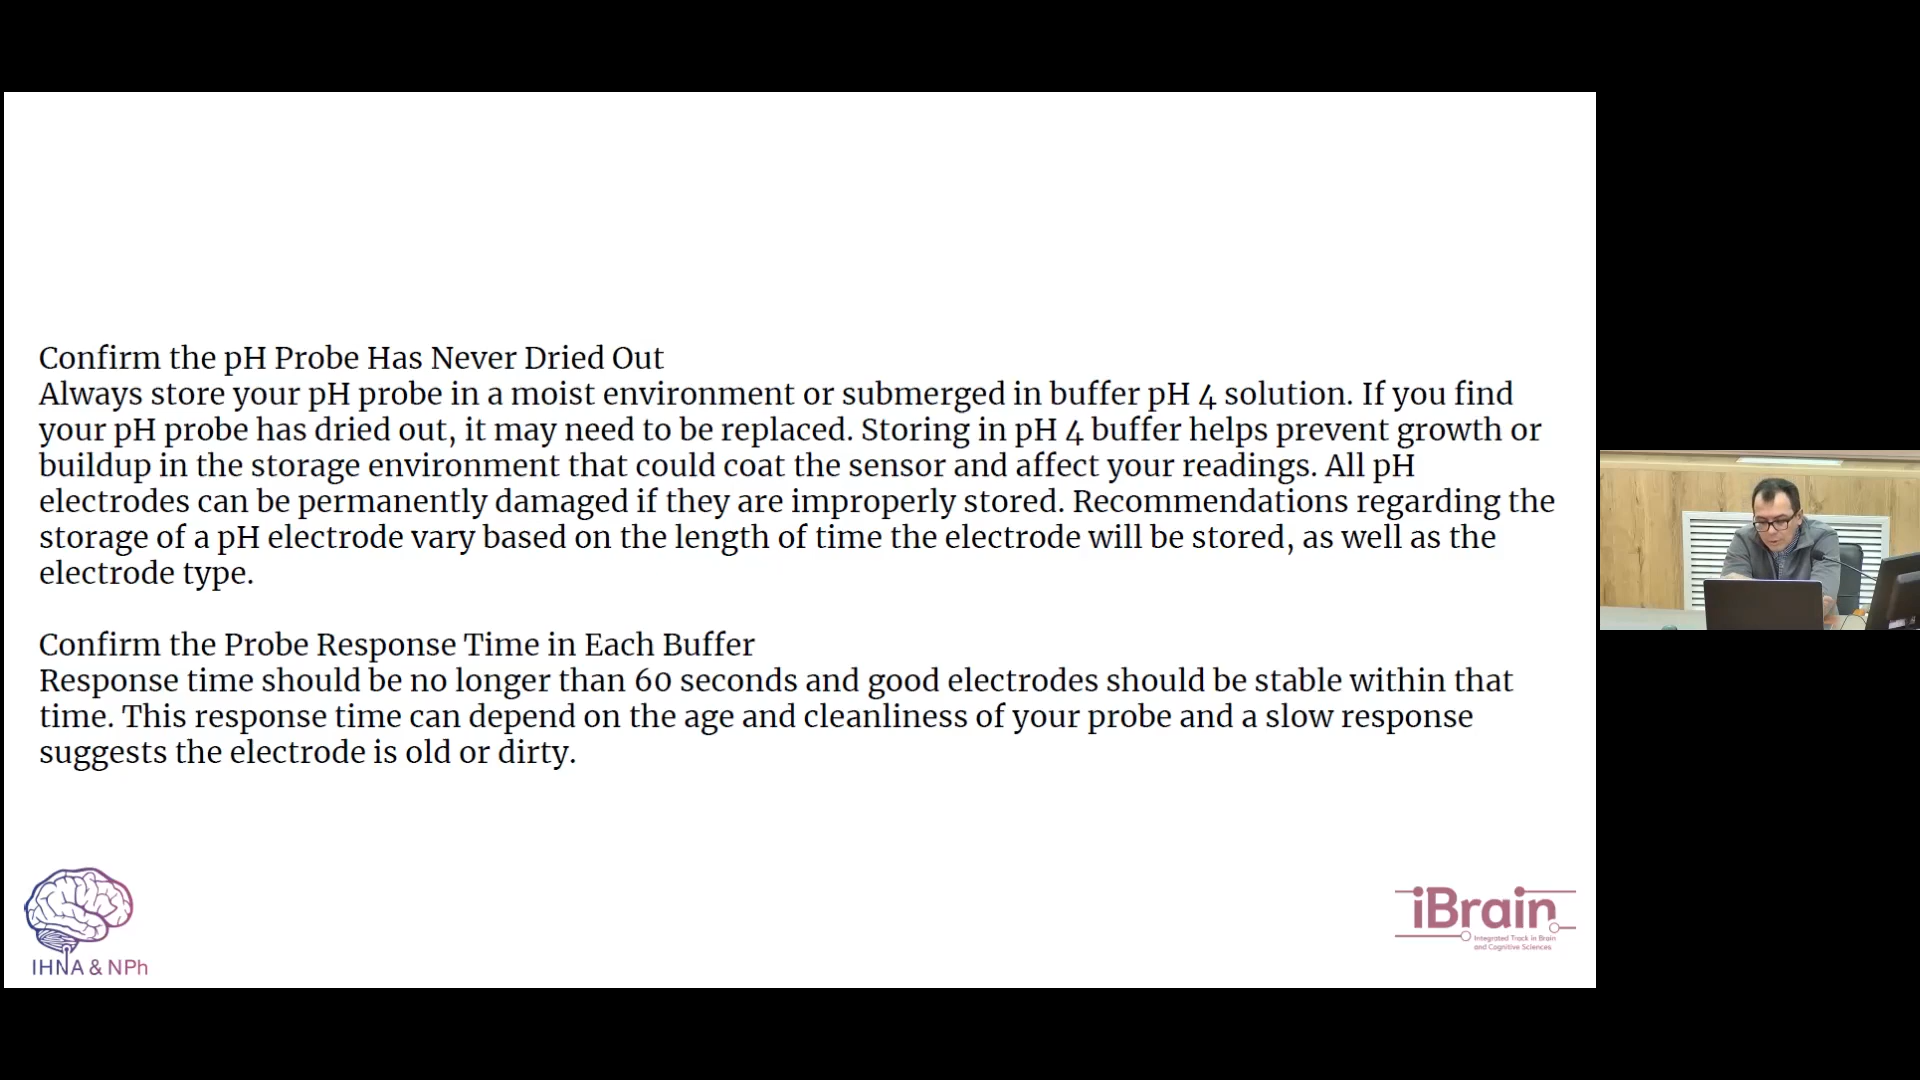 Confirm the pH Probe Has Never Dried Out
Always store your pH probe in a moist environment or submerged in buffer pH 4 solution. If you find
your pH probe has dried out, it may need to be replaced. Storing in pH 4 buffer helps prevent growth or
buildup in the storage environment that could coat the sensor and affect your readings. All pH
electrodes can be permanently damaged if they are improperly stored. Recommendations regarding the
storage of a pH electrode vary based on the length of time the electrode will be stored, as well as the
electrode type.
Confirm the Probe Response Time in Each Buffer
Response time should be no longer than 60 seconds and good electrodes should be stable within that
time. This response time can depend on the age and cleanliness of your probe and a slow response
suggests the electrode is old or dirty.
IHNA & NPh
iBrain
Integrated Track in Brain
and Cognitive Sciences